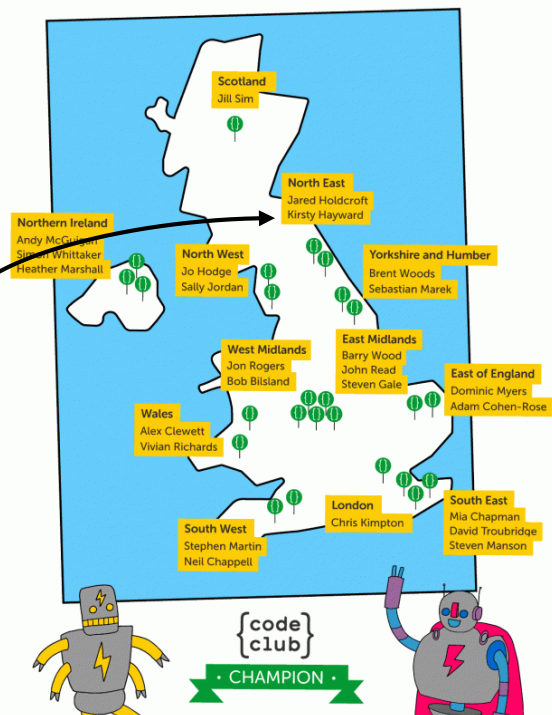 Scotland
Jill Sim
North East
Jared Holdcroft
Kirsty Hayward
Northern Ireland
Andy McGuigan
Simon Whittaker
Heather Marshall
North West
Jo Hodge
Sally Jordan
Yorkshire and Humber
Brent Woods
Sebastian Marek
West Midlands
Jon Rogers
Bob Bilsland
East Midlands
Barry Wood
John Read
Steven Gale
East of England
Dominic Myers
Adam Cohen-Rose
Wales
Alex Clewett
Vivian Richards
South West
Stephen Martin
Neil Chappell
London
Chris Kimpton
South East
Mia Chapman
David Troubridge
Steven Manson
{code
club}
· CHAMPION ·